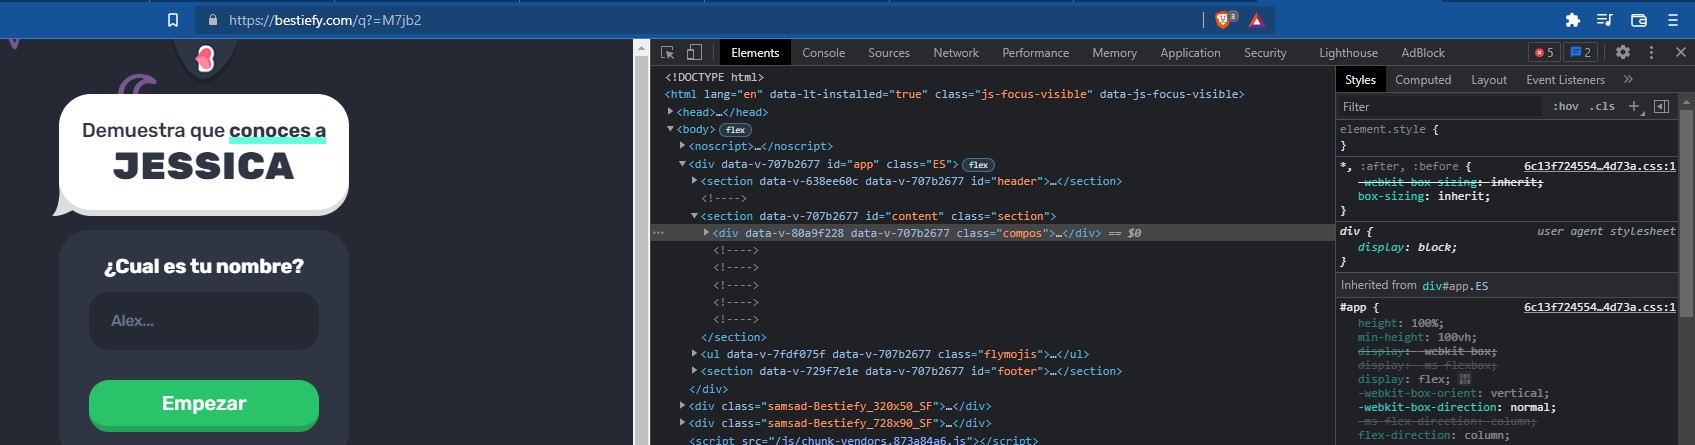 https://bestiefy.com/q?=M7jb2
3
Demuestra que conoces a
JESSICA
¿Cual es tu nombre?
Alex...
Empezar
Elements Console Sources Network Performance Memory Application Security Lighthouse AdBlock 5 2
<!DOCTYPE html>
<html lang="en" data-lt-installed="true" class="js-focus-visible" data-js-focus-visible>
<head>…</head>
<body> flex
<noscript>…</noscript>
<div data-v-707b2677 id="app" class="ES"> flex
<section data-v-638ee60c data-v-707b2677 id="header">…</section>
<!---->
<section data-v-707b2677 id="content" class="section">
<div data-v-80a9f228 data-v-707b2677 class="compos">…</div> == $0
<!---->
<!---->
<!---->
<!---->
<!---->
</section>
<ul data-v-7fdf075f data-v-707b2677 class="flymojis">…</ul>
<section data-v-729f7e1e data-v-707b2677 id="footer">…</section>
</div>
<div class="samsad-Bestiefy_320x50_SF">…</div>
<div class="samsad-Bestiefy_728x90_SF">…</div>
<script src="/js/chunk-vendors.873a84a6.js"></script>
Styles Computed Layout Event Listeners »
Filter :hov .cls +
element.style {
}
*, :after, :before { 6c13f724554…4d73a.css:1
-webkit-box-sizing: inherit;
box-sizing: inherit;
}
div { user agent stylesheet
display: block;
}
Inherited from div#app.ES
#app { 6c13f724554…4d73a.css:1
height: 100%;
min-height: 100vh;
display: -webkit-box;
display: -ms-flexbox;
display: flex;
-webkit-box-orient: vertical;
-webkit-box-direction: normal;
-ms-flex-direction: column;
flex-direction: column;